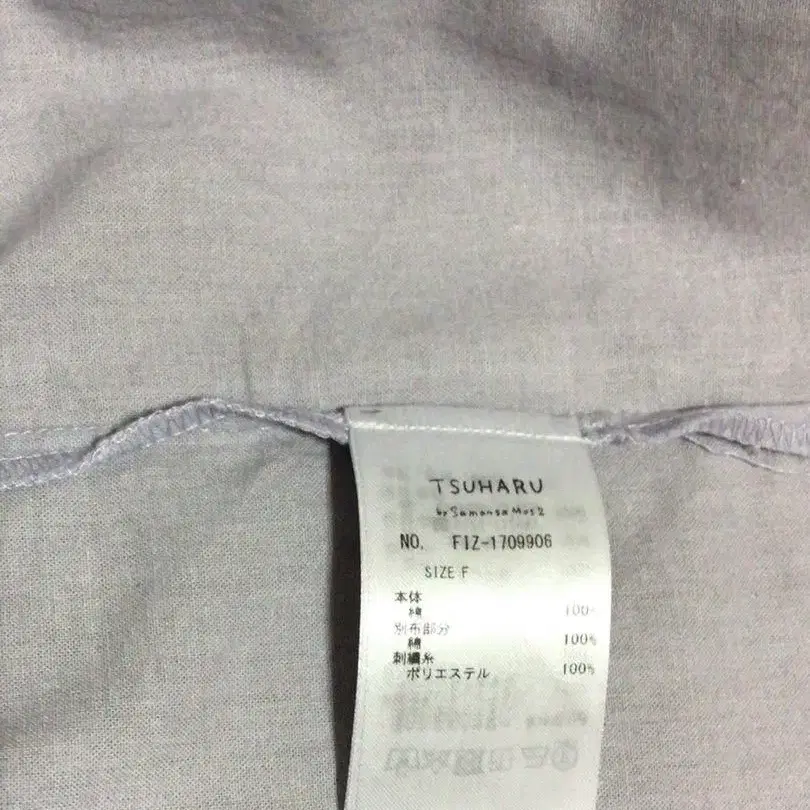 TSUHARU
by Samansa Mos2
NO. FIZ-1709906
SIZE F
本体
綿 100
別布部分
綿 100%
刺繍糸
ポリエステル 100%